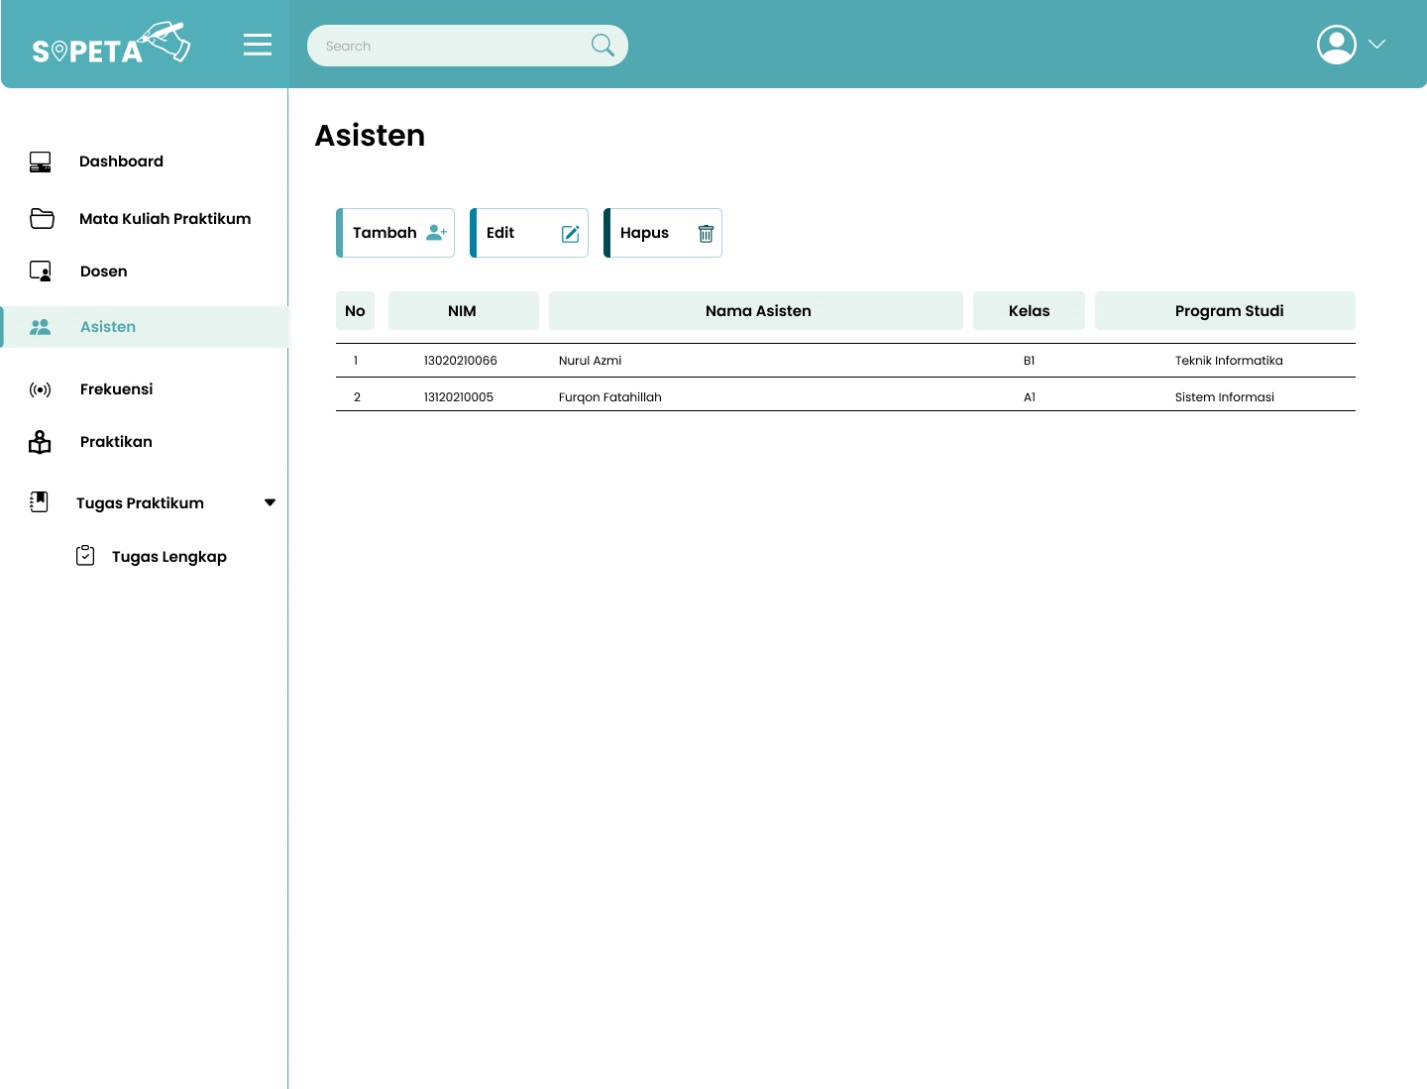 SIPETA
Search
Asisten
Dashboard
Mata Kuliah Praktikum
Dosen
Asisten
Frekuensi
Praktikan
Tugas Praktikum
Tugas Lengkap
Tambah Edit Hapus
No NIM Nama Asisten Kelas Program Studi
1 13020210066 Nurul Azmi B1 Teknik Informatika
2 13120210005 Furqon Fatahillah A1 Sistem Informasi